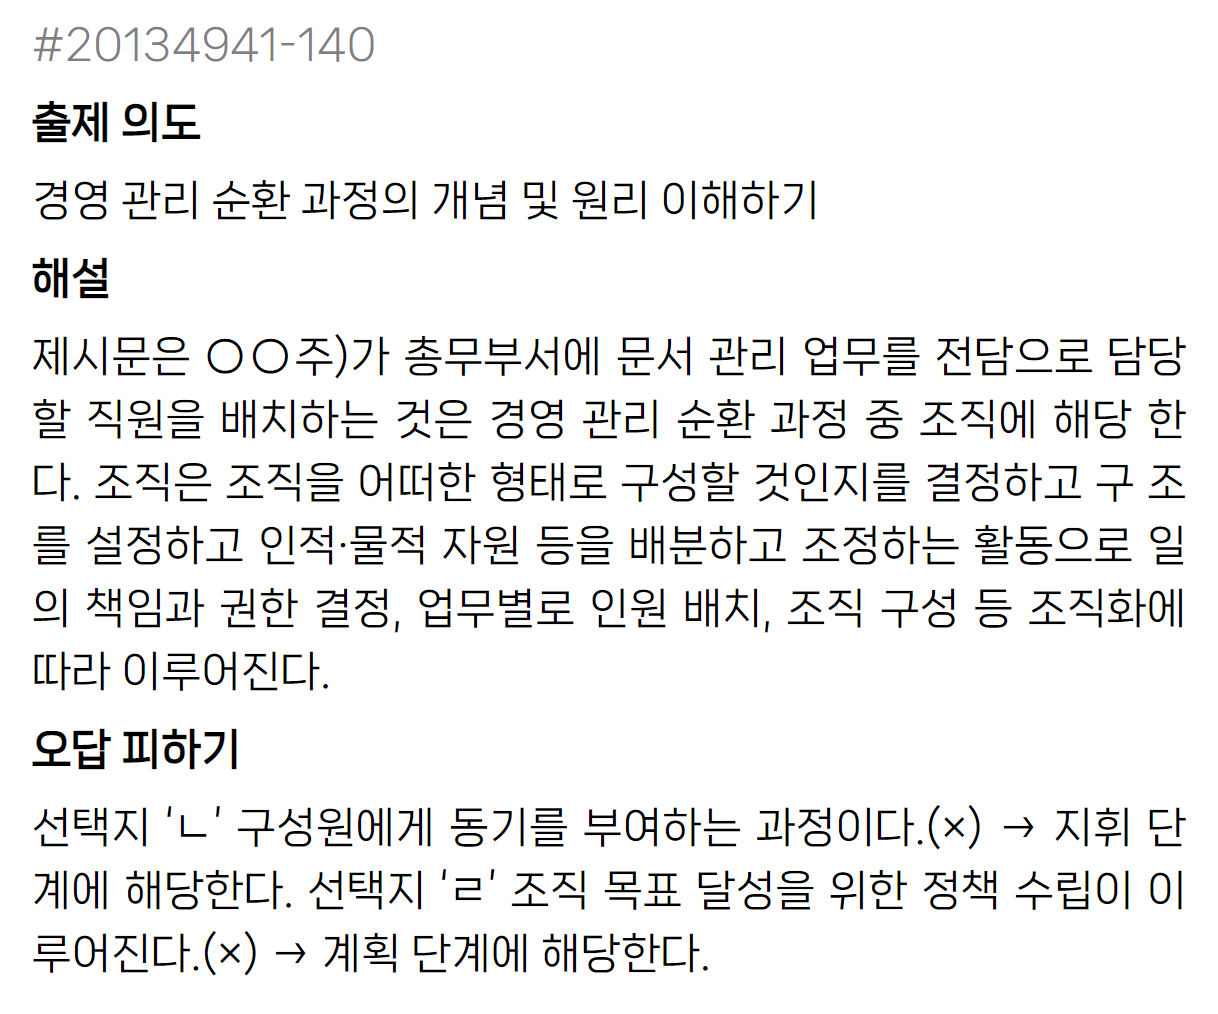 #20134941-140
출제 의도
경영 관리 순환 과정의 개념 및 원리 이해하기
해설
제시문은 〇〇주)가 총무부서에 문서 관리 업무를 전담으로 담당
할 직원을 배치하는 것은 경영 관리 순환 과정 중 조직에 해당 한
다. 조직은 조직을 어떠한 형태로 구성할 것인지를 결정하고 구 조
를 설정하고 인적·물적 자원 등을 배분하고 조정하는 활동으로 일
의 책임과 권한 결정, 업무별로 인원 배치, 조직 구성 등 조직화에
따라 이루어진다.
오답 피하기
선택지 ‘ㄴ’ 구성원에게 동기를 부여하는 과정이다.(×) → 지휘 단
계에 해당한다. 선택지 ‘ㄹ’ 조직 목표 달성을 위한 정책 수립이 이
루어진다.(×) → 계획 단계에 해당한다.